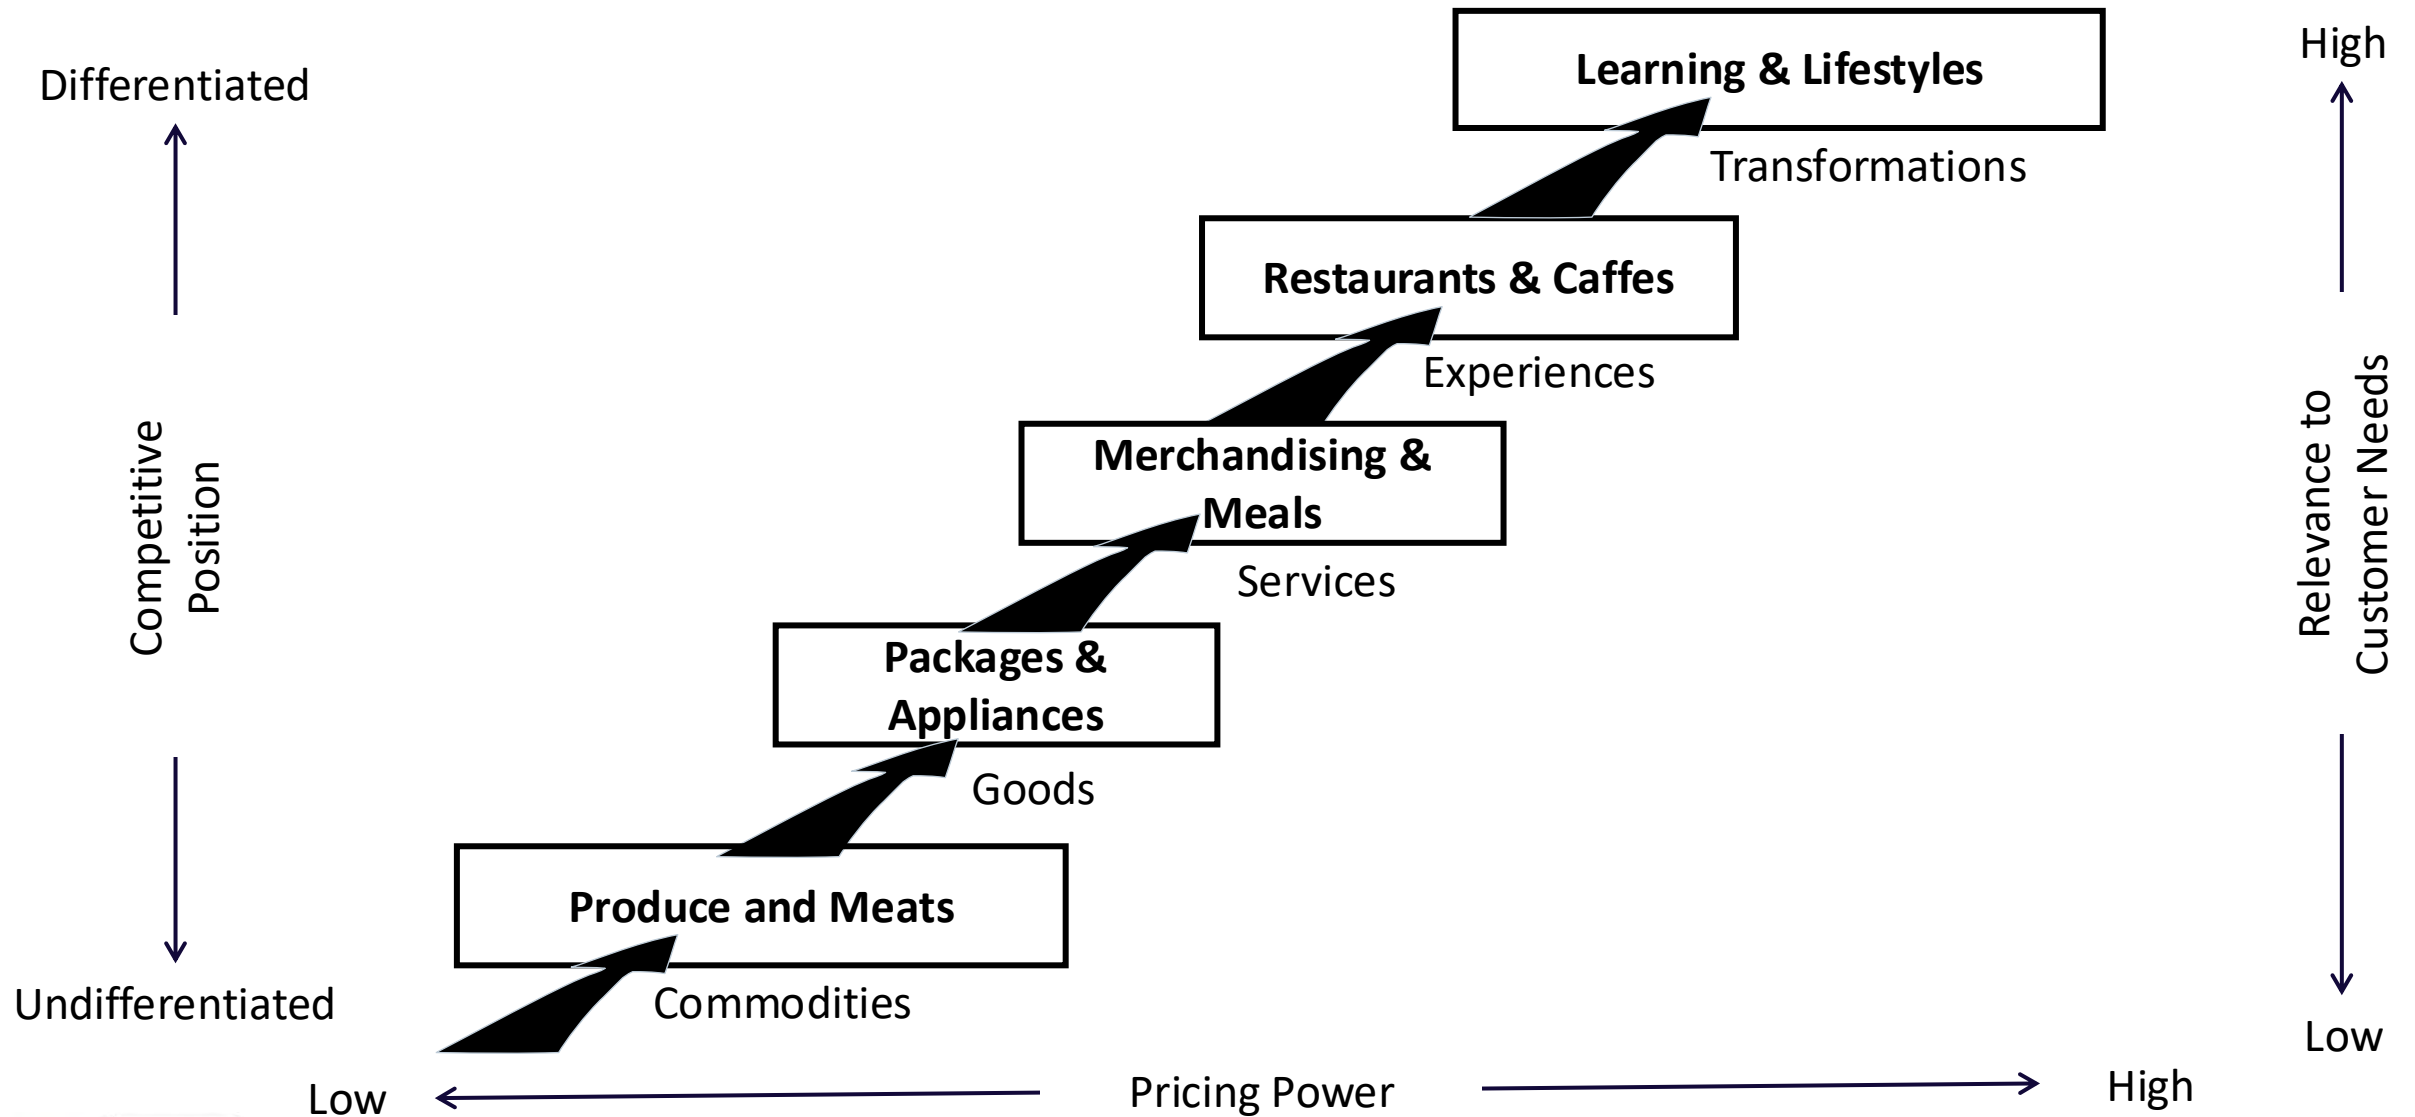 Learning & Lifestyles
High
Differentiated
Transformations
Restaurants & Caffes
Experiences
Merchandising &
Meals
Competitive
Position
Relevance to
Customer Needs
Services
Packages &
Appliances
Goods
Produce and Meats
Undifferentiated
Commodities
Low
Low
Pricing Power
High